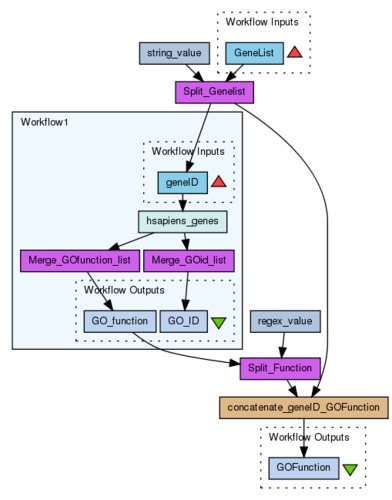 Workflow Inputs
string_value
GeneList
Split_Genelist
Workflow1
Workflow Inputs
geneID
hsapiens_genes
Merge_GOfunction_list
Merge_GOid_list
Workflow Outputs
GO_function
GO_ID
regex_value
Split_Function
concatenate_geneID_GOFunction
Workflow Outputs
GOFunction